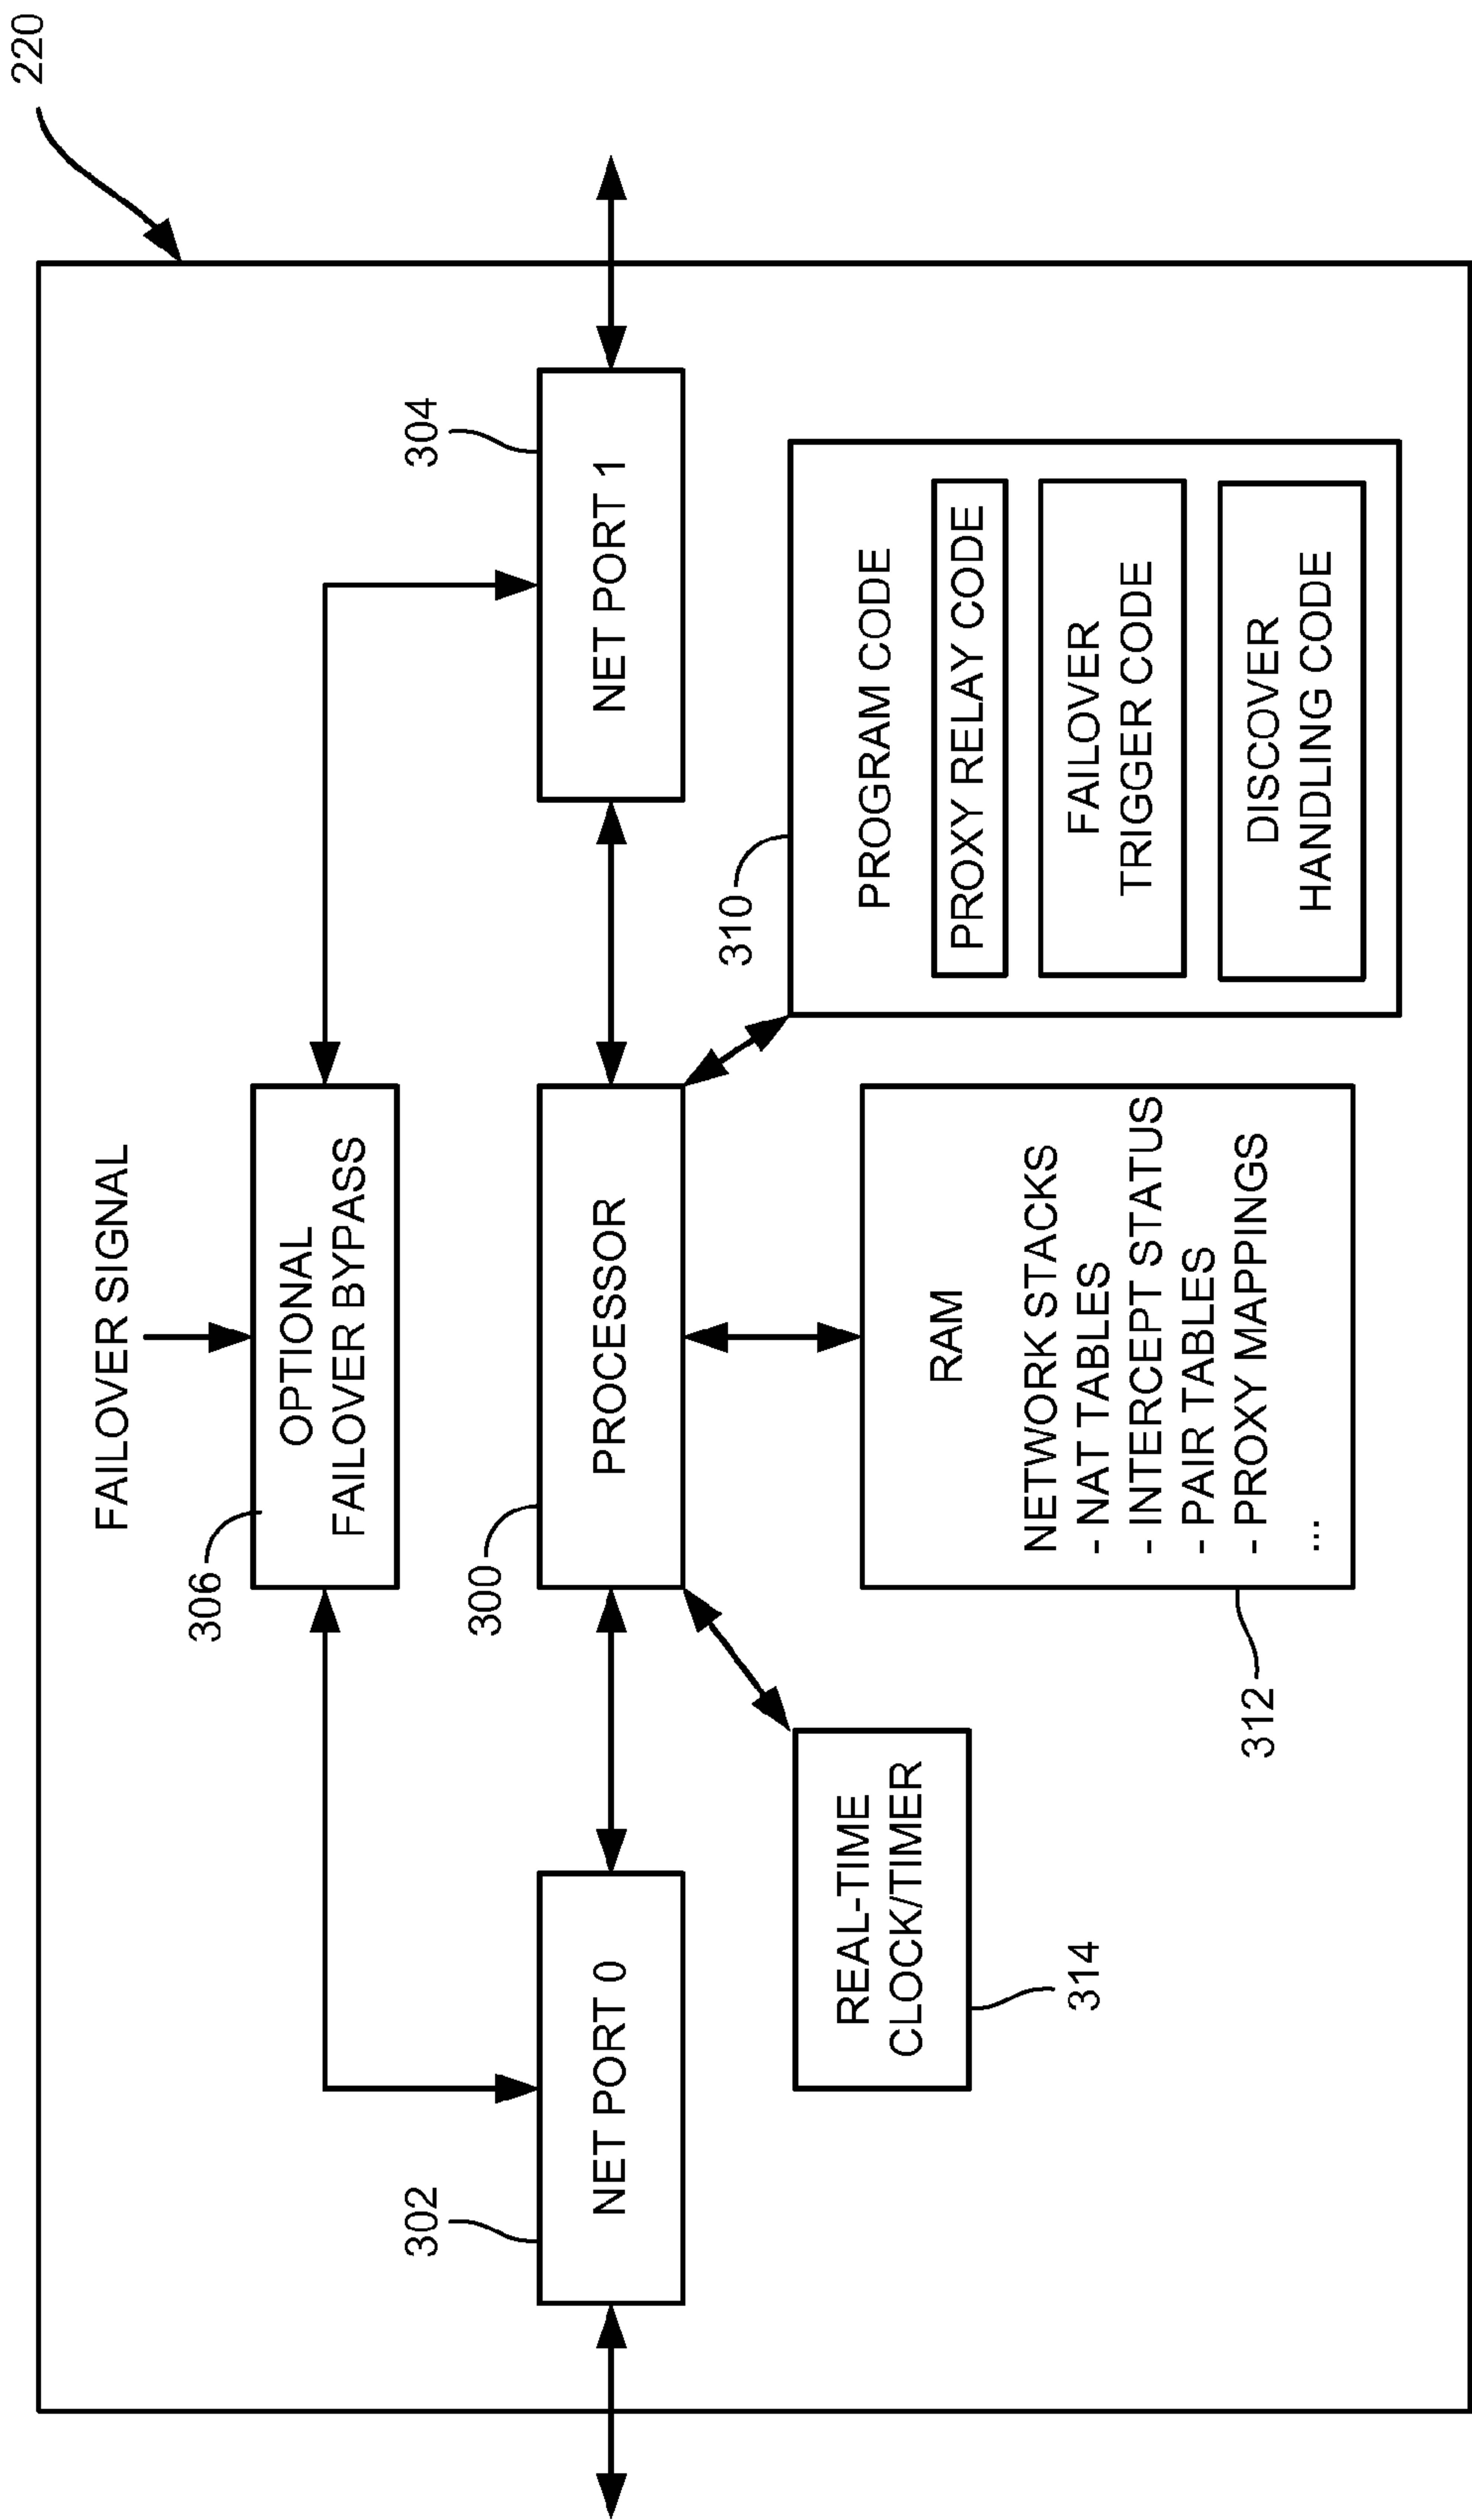 220
FAILOVER SIGNAL
306
OPTIONAL
FAILOVER BYPASS
302
NET PORT 0
300
PROCESSOR
304
NET PORT 1
REAL-TIME
CLOCK/TIMER
314
RAM
NETWORK STACKS
- NAT TABLES
- INTERCEPT STATUS
- PAIR TABLES
- PROXY MAPPINGS
...
312
310
PROGRAM CODE
PROXY RELAY CODE
FAILOVER
TRIGGER CODE
DISCOVER
HANDLING CODE